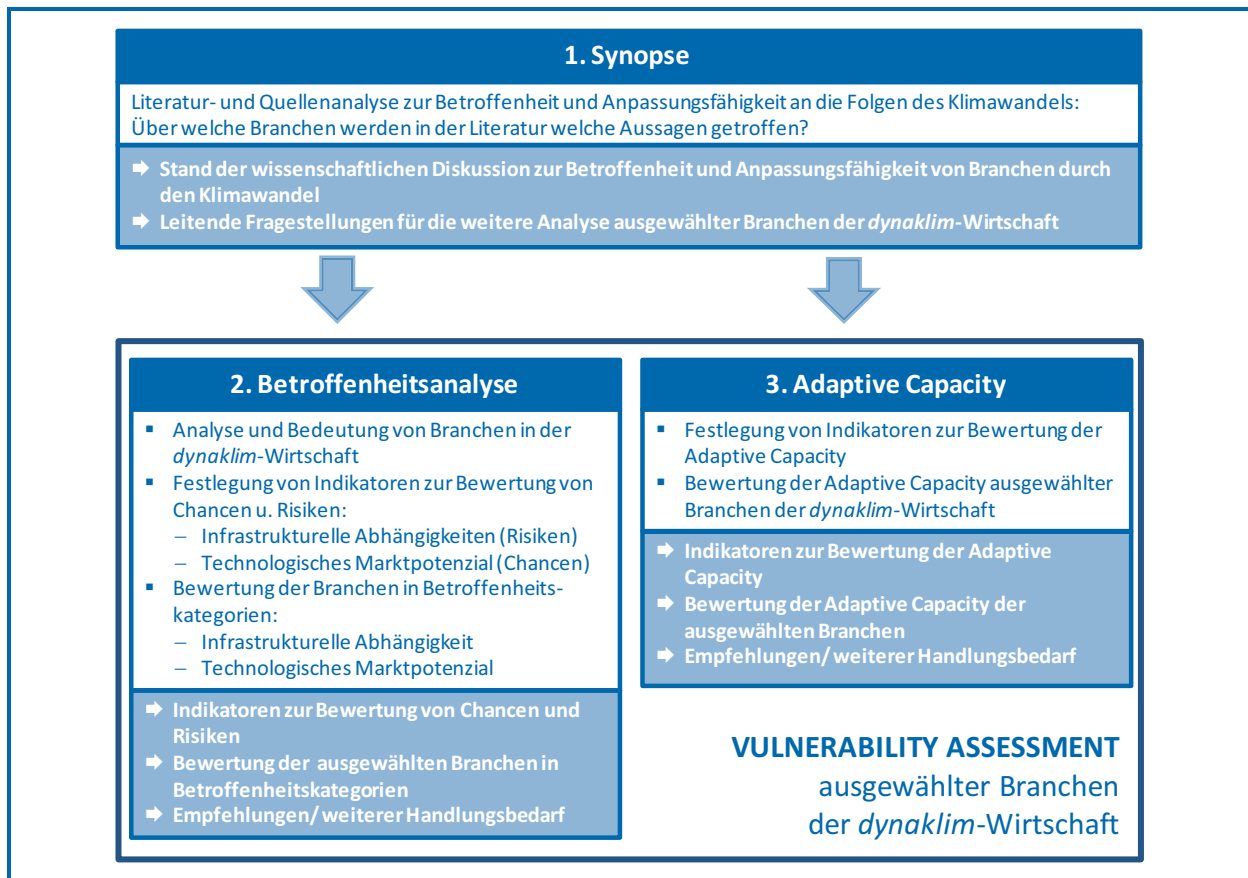 1. Synopse
Literatur- und Quellenanalyse zur Betroffenheit und Anpassungsfähigkeit an die Folgen des Klimawandels:
Über welche Branchen werden in der Literatur welche Aussagen getroffen?
➡ Stand der wissenschaftlichen Diskussion zur Betroffenheit und Anpassungsfähigkeit von Branchen durch
den Klimawandel
➡ Leitende Fragestellungen für die weitere Analyse ausgewählter Branchen der dynaklim-Wirtschaft
2. Betroffenheitsanalyse
▪ Analyse und Bedeutung von Branchen in der
dynaklim-Wirtschaft
▪ Festlegung von Indikatoren zur Bewertung von
Chancen u. Risiken:
– Infrastrukturelle Abhängigkeiten (Risiken)
– Technologisches Marktpotenzial (Chancen)
▪ Bewertung der Branchen in Betroffenheits-
kategorien:
– Infrastrukturelle Abhängigkeit
– Technologisches Marktpotenzial
➡ Indikatoren zur Bewertung von Chancen und
Risiken
➡ Bewertung der ausgewählten Branchen in
Betroffenheitskategorien
➡ Empfehlungen/ weiterer Handlungsbedarf
3. Adaptive Capacity
▪ Festlegung von Indikatoren zur Bewertung der
Adaptive Capacity
▪ Bewertung der Adaptive Capacity ausgewählter
Branchen der dynaklim-Wirtschaft
➡ Indikatoren zur Bewertung der Adaptive
Capacity
➡ Bewertung der Adaptive Capacity der
ausgewählten Branchen
➡ Empfehlungen/ weiterer Handlungsbedarf
VULNERABILITY ASSESSMENT
ausgewählter Branchen
der dynaklim-Wirtschaft